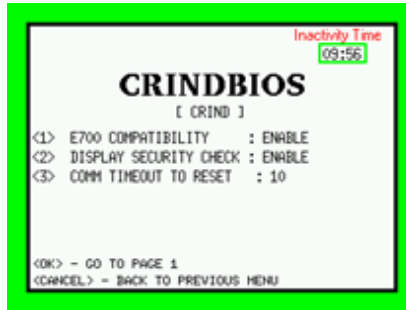 Inactivity Time
09:56
CRINDBIOS
[ CRIND ]
<1> E700 COMPATIBILITY : ENABLE
<2> DISPLAY SECURITY CHECK : ENABLE
<3> COMM TIMEOUT TO RESET : 10
<OK> - GO TO PAGE 1
<CANCEL> - BACK TO PREVIOUS MENU